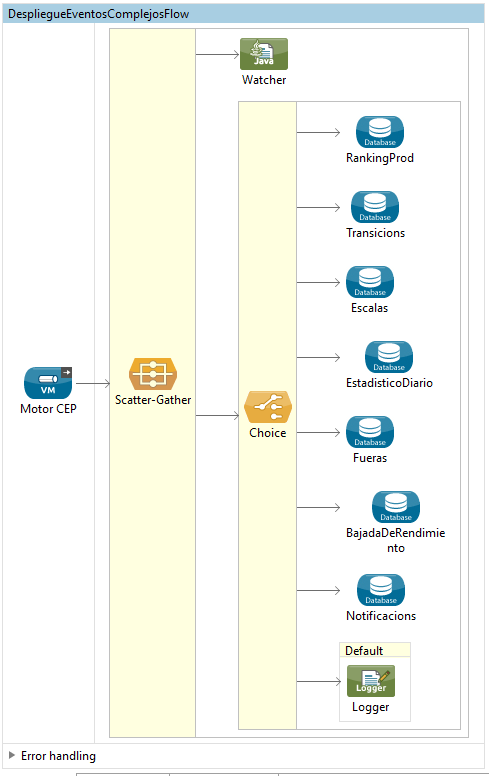 DespliegueEventosComplejosFlow
Java
Watcher
Database
RankingProd
Database
Transicions
Database
Escalas
VM
Motor CEP
Scatter-Gather
Choice
Database
EstadisticoDiario
Database
Fueras
Database
BajadaDeRendimie
nto
Database
Notificacions
Default
Logger
Logger
Error handling